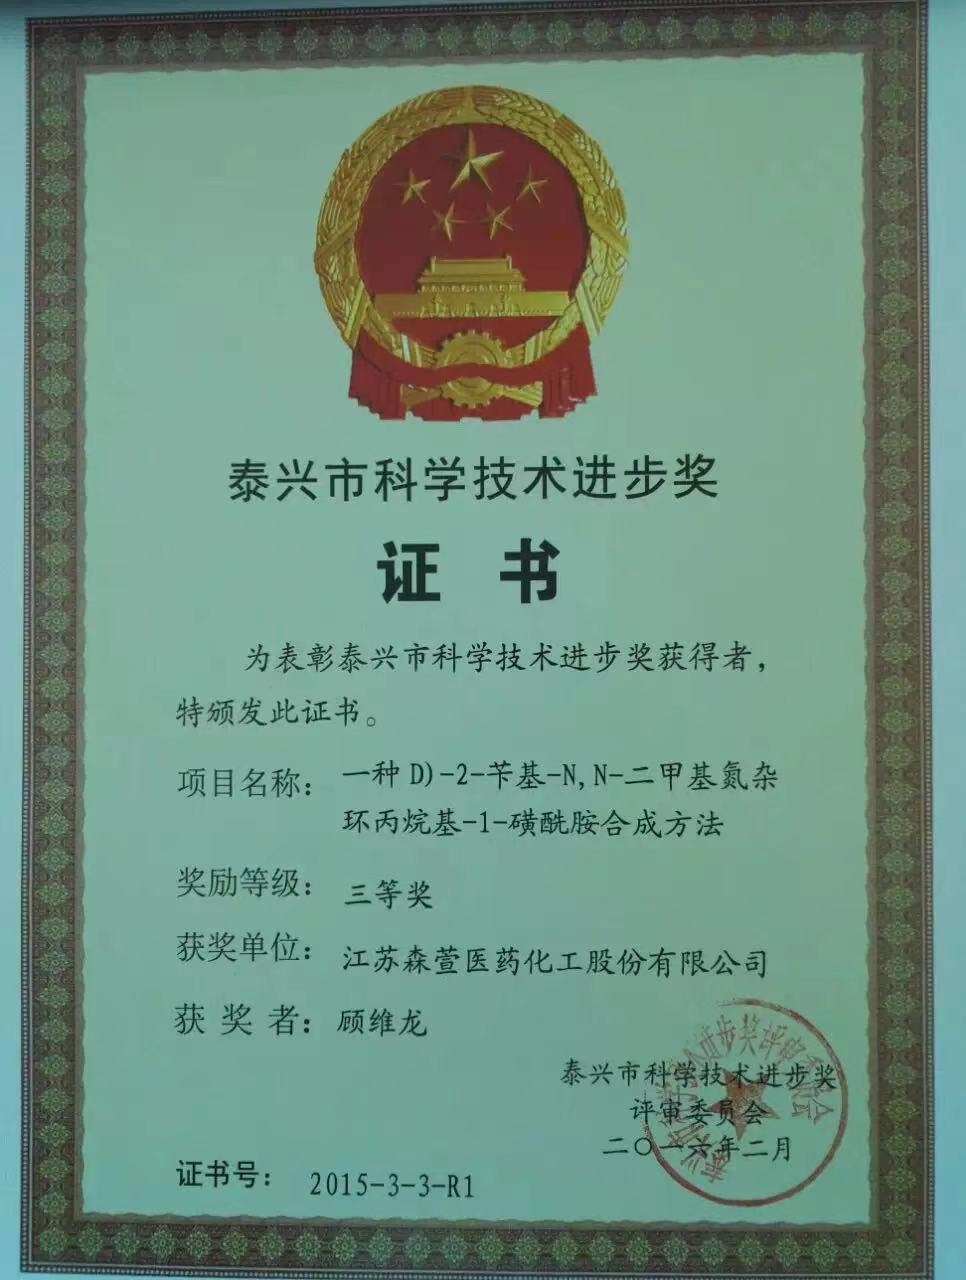 泰兴市科学技术进步奖
证 书
为表彰泰兴市科学技术进步奖获得者，
特颁发此证书。
项目名称： 一种 D)-2-苄基-N,N-二甲基氮杂
环丙烷基-1-磺酰胺合成方法
奖励等级： 三等奖
获奖单位： 江苏森萱医药化工股份有限公司
获 奖 者： 顾维龙
泰兴市科学技术进步奖
评审委员会
二〇一六年二月
证书号： 2015-3-3-R1